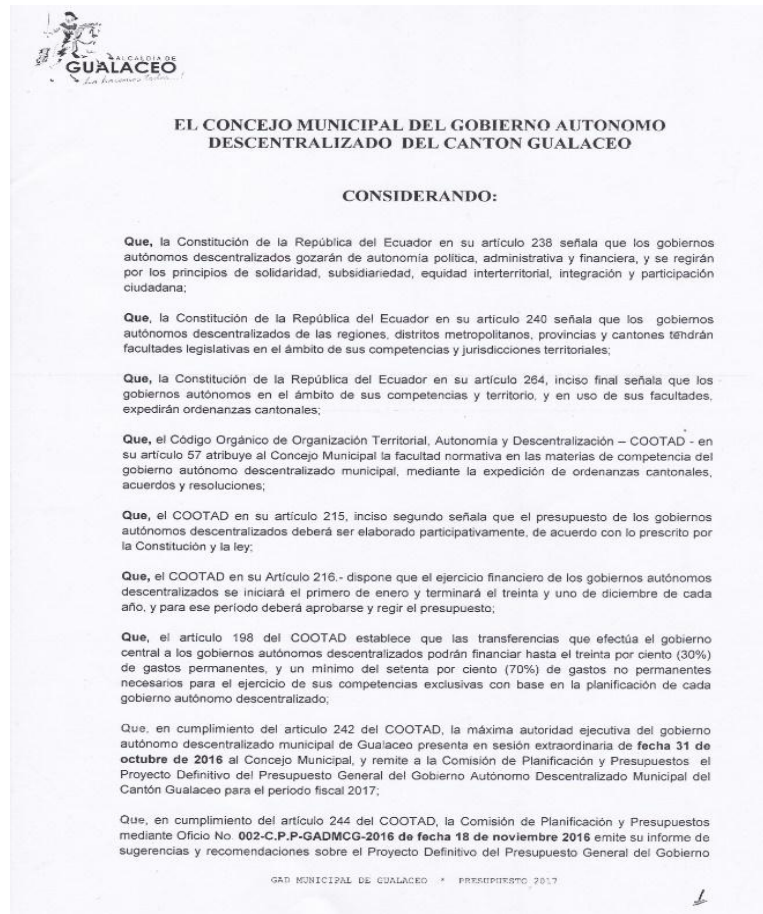 ALCALDIA DE
GUALACEO
EL CONCEJO MUNICIPAL DEL GOBIERNO AUTONOMO
DESCENTRALIZADO DEL CANTON GUALACEO
CONSIDERANDO:
Que, la Constitución de la República del Ecuador en su artículo 238 señala que los gobiernos
autónomos descentralizados gozarán de autonomía política, administrativa y financiera, y se regirán
por los principios de solidaridad, subsidiariedad, equidad interterritorial, integración y participación
ciudadana;
Que, la Constitución de la República del Ecuador en su articulo 240 señala que los gobiernos
autónomos descentralizados de las regiones, distritos metropolitanos, provincias y cantones tendrán
facultades legislativas en el ámbito de sus competencias y jurisdicciones territoriales;
Que, la Constitución de la República del Ecuador en su artículo 264, inciso final señala que los
gobiernos autónomos en el ámbito de sus competencias y territorio, y en uso de sus facultades,
expedirán ordenanzas cantonales;
Que, el Código Orgánico de Organización Territorial, Autonomía y Descentralización – COOTAD - en
su artículo 57 atribuye al Concejo Municipal la facultad normativa en las materias de competencia del
gobierno autónomo descentralizado municipal, mediante la expedición de ordenanzas cantonales,
acuerdos y resoluciones;
Que, el COOTAD en su artículo 215, inciso segundo señala que el presupuesto de los gobiernos
autónomos descentralizados deberá ser elaborado participativamente, de acuerdo con lo prescrito por
la Constitución y la ley;
Que, el COOTAD en su Artículo 216.- dispone que el ejercicio financiero de los gobiernos autónomos
descentralizados se iniciará el primero de enero y terminará el treinta y uno de diciembre de cada
año, y para ese período deberá aprobarse y regir el presupuesto;
Que, el artículo 198 del COOTAD establece que las transferencias que efectúa el gobierno
central a los gobiernos autónomos descentralizados podrán financiar hasta el treinta por ciento (30%)
de gastos permanentes, y un mínimo del setenta por ciento (70%) de gastos no permanentes
necesarios para el ejercicio de sus competencias exclusivas con base en la planificación de cada
gobierno autónomo descentralizado;
Que, en cumplimiento del articulo 242 del COOTAD, la máxima autoridad ejecutiva del gobierno
autónomo descentralizado municipal de Gualaceo presenta en sesión extraordinaria de fecha 31 de
octubre de 2016 al Concejo Municipal, y remite a la Comisión de Planificación y Presupuestos el
Proyecto Definitivo del Presupuesto General del Gobierno Autónomo Descentralizado Municipal del
Cantón Gualaceo para el periodo fiscal 2017;
Que, en cumplimiento del artículo 244 del COOTAD, la Comisión de Planificación y Presupuestos
mediante Oficio No. 002-C.P.P-GADMCG-2016 de fecha 18 de noviembre 2016 emite su informe de
sugerencias y recomendaciones sobre el Proyecto Definitivo del Presupuesto General del Gobierno
GAD MUNICIPAL DE GUALACEO * PRESUPUESTO 2017
1